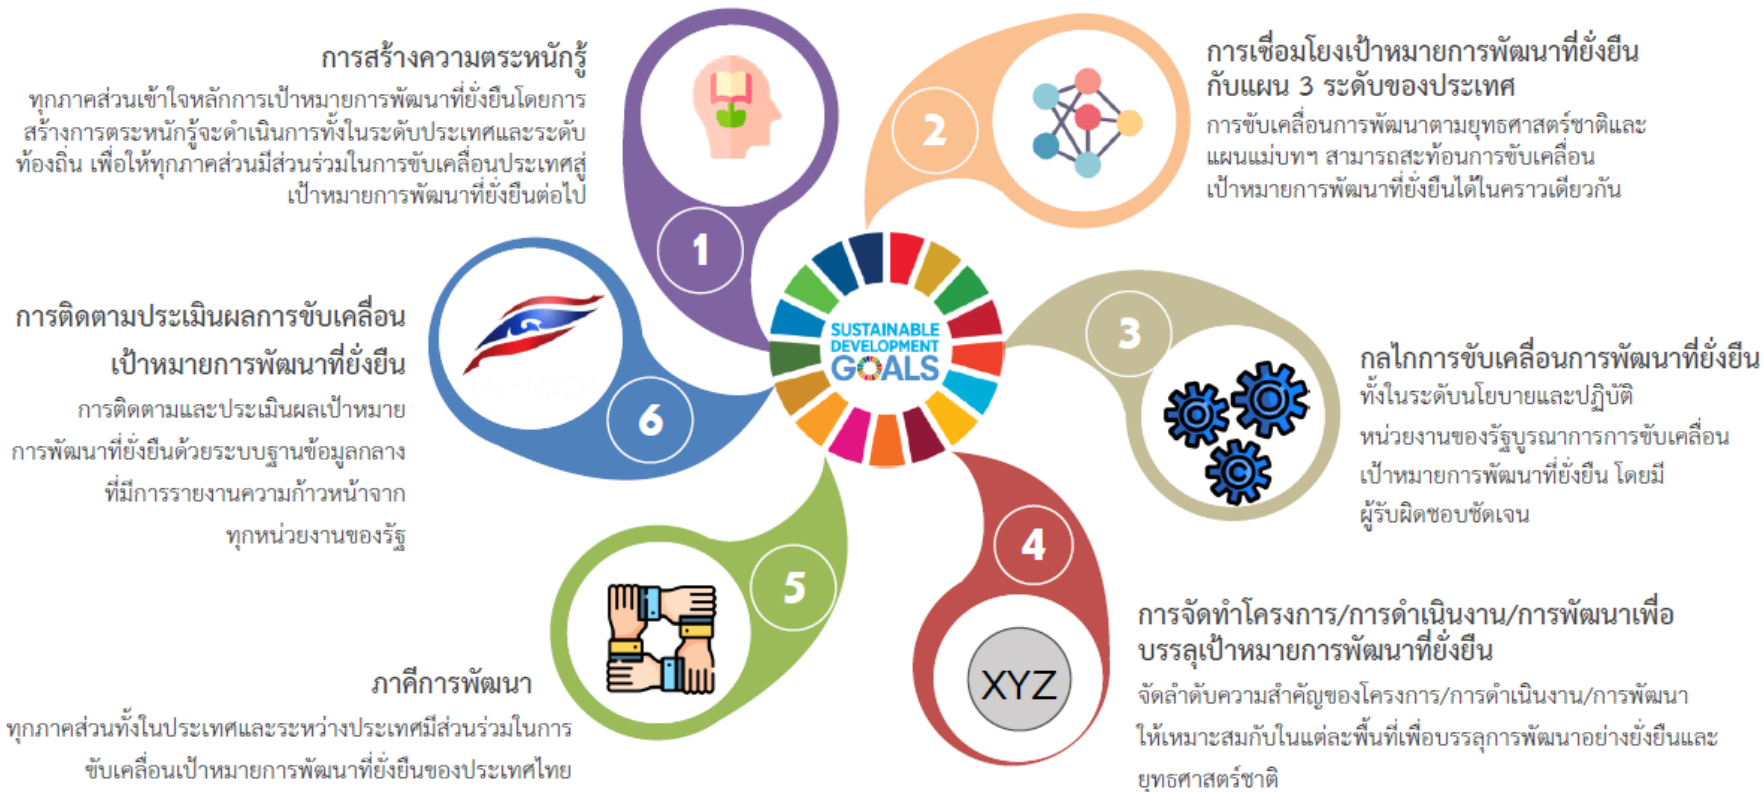 การสร้างความตระหนักรู้
ทุกภาคส่วนเข้าใจหลักการเป้าหมายการพัฒนาที่ยั่งยืนโดยการ
สร้างการตระหนักรู้จะดำเนินการทั้งในระดับประเทศและระดับ
ท้องถิ่น เพื่อให้ทุกภาคส่วนมีส่วนร่วมในการขับเคลื่อนประเทศสู่
เป้าหมายการพัฒนาที่ยั่งยืนต่อไป
1
2
การเชื่อมโยงเป้าหมายการพัฒนาที่ยั่งยืน
กับแผน 3 ระดับของประเทศ
การขับเคลื่อนการพัฒนาตามยุทธศาสตร์ชาติและ
แผนแม่บทฯ สามารถสะท้อนการขับเคลื่อน
เป้าหมายการพัฒนาที่ยั่งยืนได้ในคราวเดียวกัน
SUSTAINABLE
DEVELOPMENT
GOALS
3
กลไกการขับเคลื่อนการพัฒนาที่ยั่งยืน
ทั้งในระดับนโยบายและปฏิบัติ
หน่วยงานของรัฐบูรณาการการขับเคลื่อน
เป้าหมายการพัฒนาที่ยั่งยืน โดยมี
ผู้รับผิดชอบชัดเจน
4
XYZ
การจัดทำโครงการ/การดำเนินงาน/การพัฒนาเพื่อ
บรรลุเป้าหมายการพัฒนาที่ยั่งยืน
จัดลำดับความสำคัญของโครงการ/การดำเนินงาน/การพัฒนา
ให้เหมาะสมกับในแต่ละพื้นที่เพื่อบรรลุการพัฒนาอย่างยั่งยืนและ
ยุทธศาสตร์ชาติ
5
ภาคีการพัฒนา
ทุกภาคส่วนทั้งในประเทศและระหว่างประเทศมีส่วนร่วมในการ
ขับเคลื่อนเป้าหมายการพัฒนาที่ยั่งยืนของประเทศไทย
6
การติดตามประเมินผลการขับเคลื่อน
เป้าหมายการพัฒนาที่ยั่งยืน
การติดตามและประเมินผลเป้าหมาย
การพัฒนาที่ยั่งยืนด้วยระบบฐานข้อมูลกลาง
ที่มีการรายงานความก้าวหน้าจาก
ทุกหน่วยงานของรัฐ